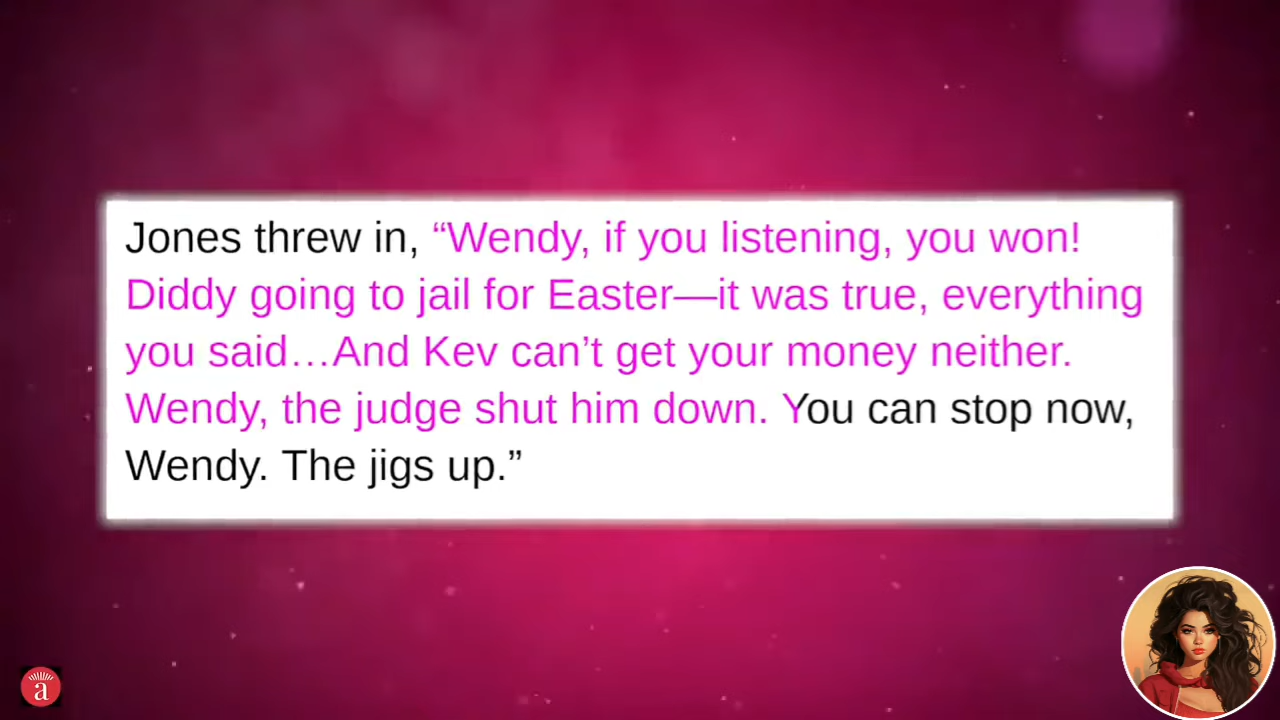 Jones threw in, “Wendy, if you listening, you won!
Diddy going to jail for Easter—it was true, everything
you said…And Kev can’t get your money neither.
Wendy, the judge shut him down. You can stop now,
Wendy. The jigs up.”
a